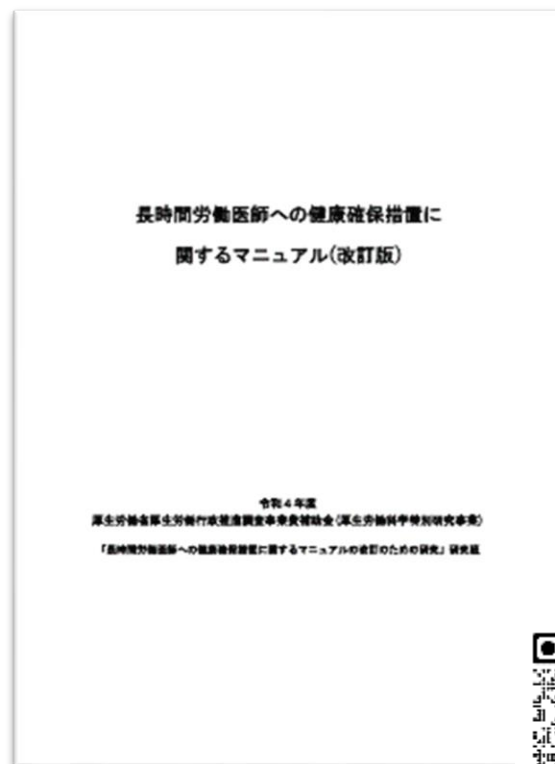 長時間労働医師への健康確保措置に
関するマニュアル(改訂版)
令和４年度
厚生労働省厚生労働行政推進調査事業費補助金(厚生労働科学特別研究事業)
「長時間労働医師への健康確保措置に関するマニュアルの改訂のための研究」研究班